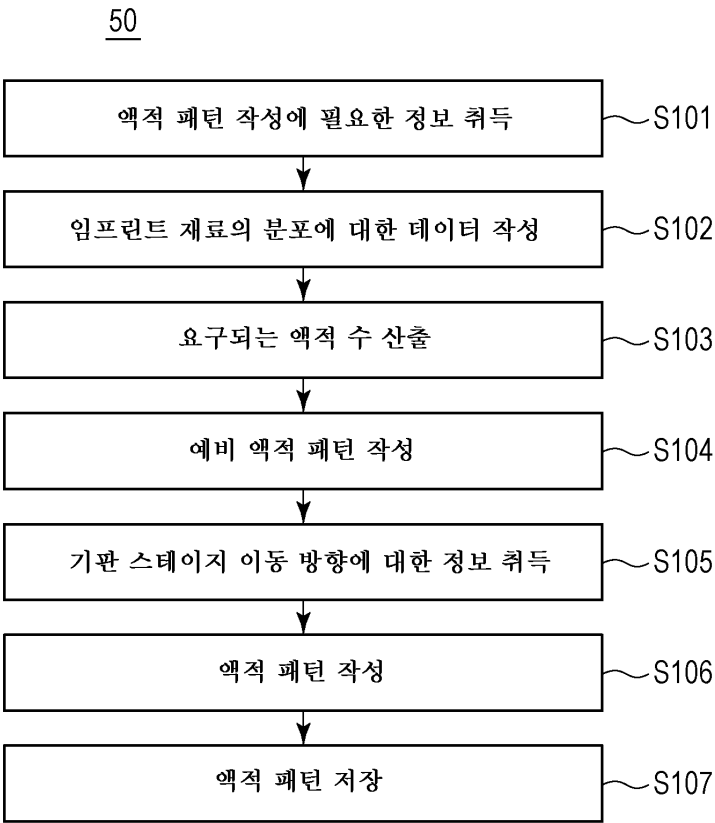 50
액적 패턴 작성에 필요한 정보 취득 S101
임프린트 재료의 분포에 대한 데이터 작성 S102
요구되는 액적 수 산출 S103
예비 액적 패턴 작성 S104
기판 스테이지 이동 방향에 대한 정보 취득 S105
액적 패턴 작성 S106
액적 패턴 저장 S107